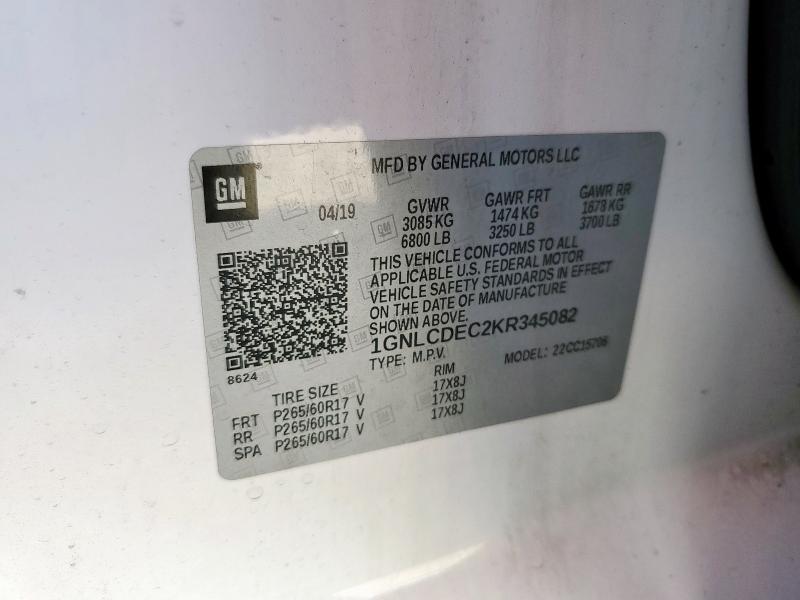 MFD BY GENERAL MOTORS LLC
GM
04/19
GVWR GAWR FRT GAWR RR
3085 KG 1474 KG 1678 KG
6800 LB 3250 LB 3700 LB
THIS VEHICLE CONFORMS TO ALL
APPLICABLE U.S. FEDERAL MOTOR
VEHICLE SAFETY STANDARDS IN EFFECT
ON THE DATE OF MANUFACTURE
SHOWN ABOVE.
1GNLCDEC2KR345082
TYPE: M.P.V. MODEL: 22CC15706
8624
TIRE SIZE RIM
FRT P265/60R17 V 17X8J
RR P265/60R17 V 17X8J
SPA P265/60R17 V 17X8J